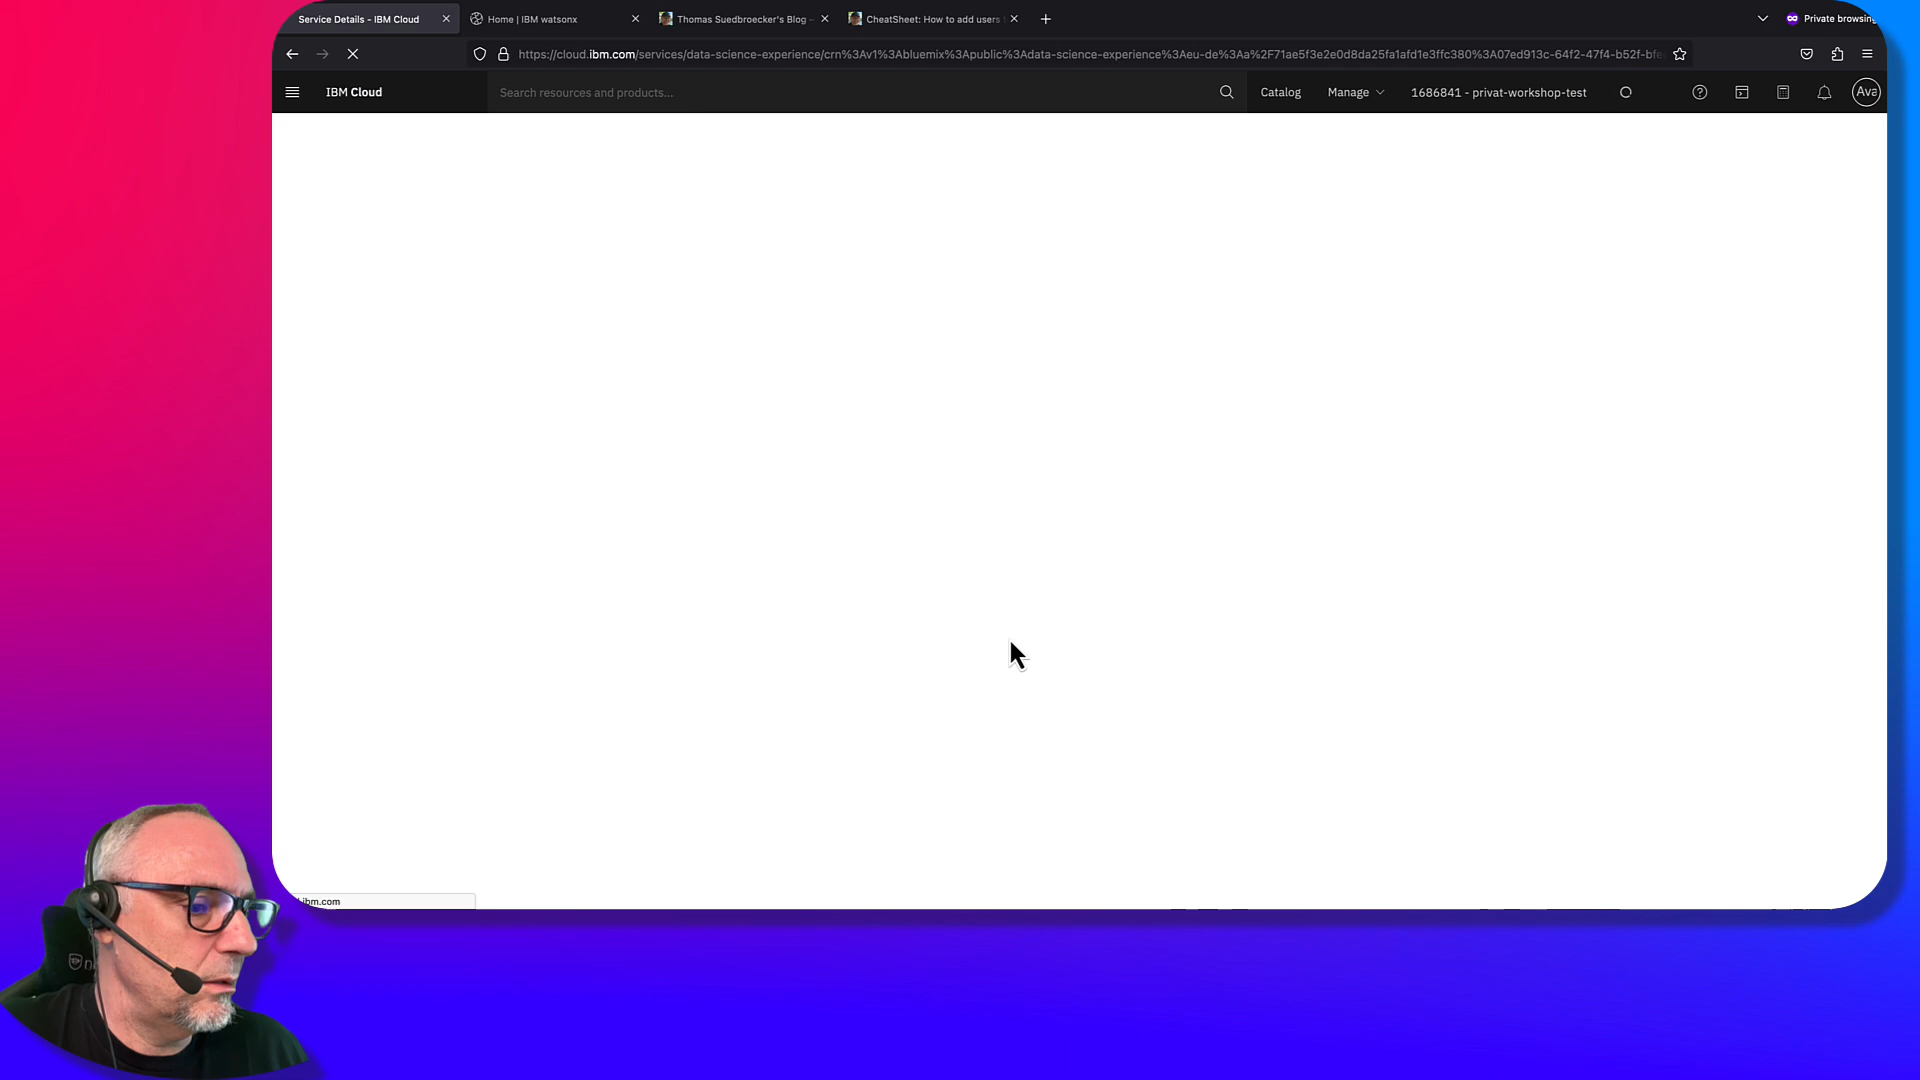 Service Details - IBM Cloud
Home | IBM watsonx
Thomas Suedbroecker's Blog -
CheatSheet: How to add users
Private browsing
https://cloud.ibm.com/services/data-science-experience/crn%3Av1%3Abluemix%3Apublic%3Adata-science-experience%3Aeu-de%3Aa%2F71ae5f3e2e0d8da25fa1afd1e3ffc380%3A07ed913c-64f2-47f4-b52f-bfe
IBM Cloud
Search resources and products...
Catalog
Manage
1686841 - privat-workshop-test
Ava
ibm.com